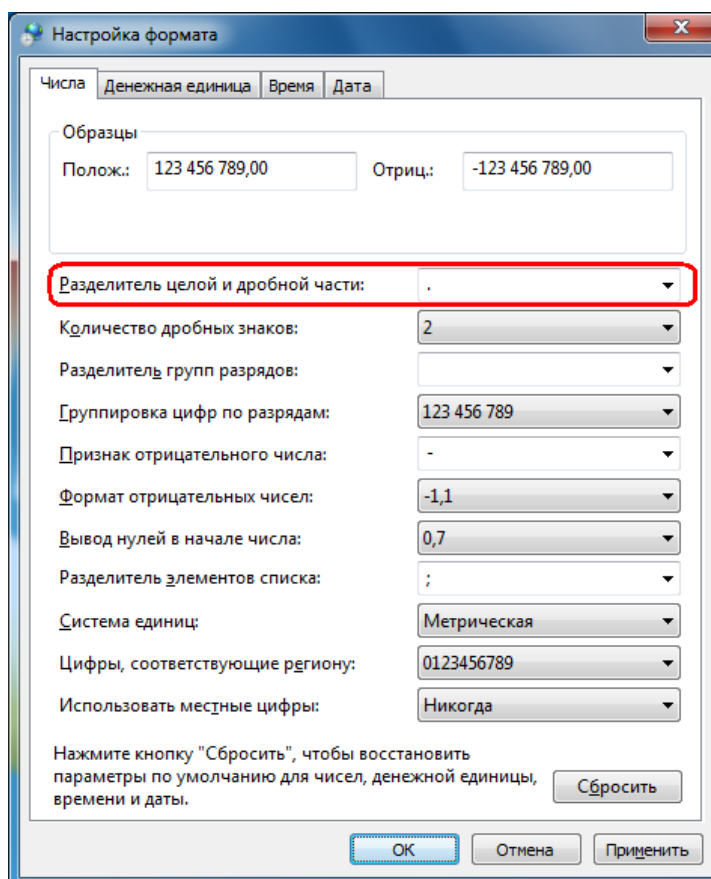 Настройка формата
Числа Денежная единица Время Дата
Образцы
Полож.: 123 456 789,00 Отриц.: -123 456 789,00
Разделитель целой и дробной части: .
Количество дробных знаков: 2
Разделитель групп разрядов:
Группировка цифр по разрядам: 123 456 789
Признак отрицательного числа: -
Формат отрицательных чисел: -1,1
Вывод нулей в начале числа: 0,7
Разделитель элементов списка: ;
Система единиц: Метрическая
Цифры, соответствующие региону: 0123456789
Использовать местные цифры: Никогда
Нажмите кнопку "Сбросить", чтобы восстановить
параметры по умолчанию для чисел, денежной единицы,
времени и даты.
Сбросить
ОК Отмена Применить